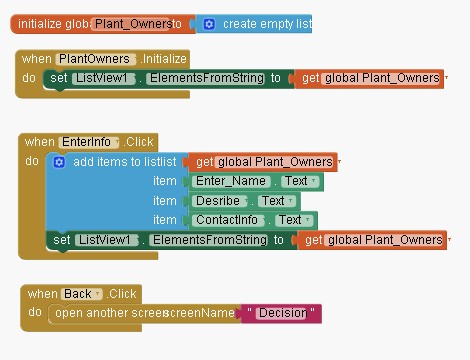 initialize global Plant_Owners to create empty list
when PlantOwners .Initialize
do set ListView1 . ElementsFromString to get global Plant_Owners
when EnterInfo .Click
do add items to list list get global Plant_Owners
item Enter_Name . Text
item Desribe . Text
item ContactInfo . Text
set ListView1 . ElementsFromString to get global Plant_Owners
when Back .Click
do open another screen screenName " Decision "